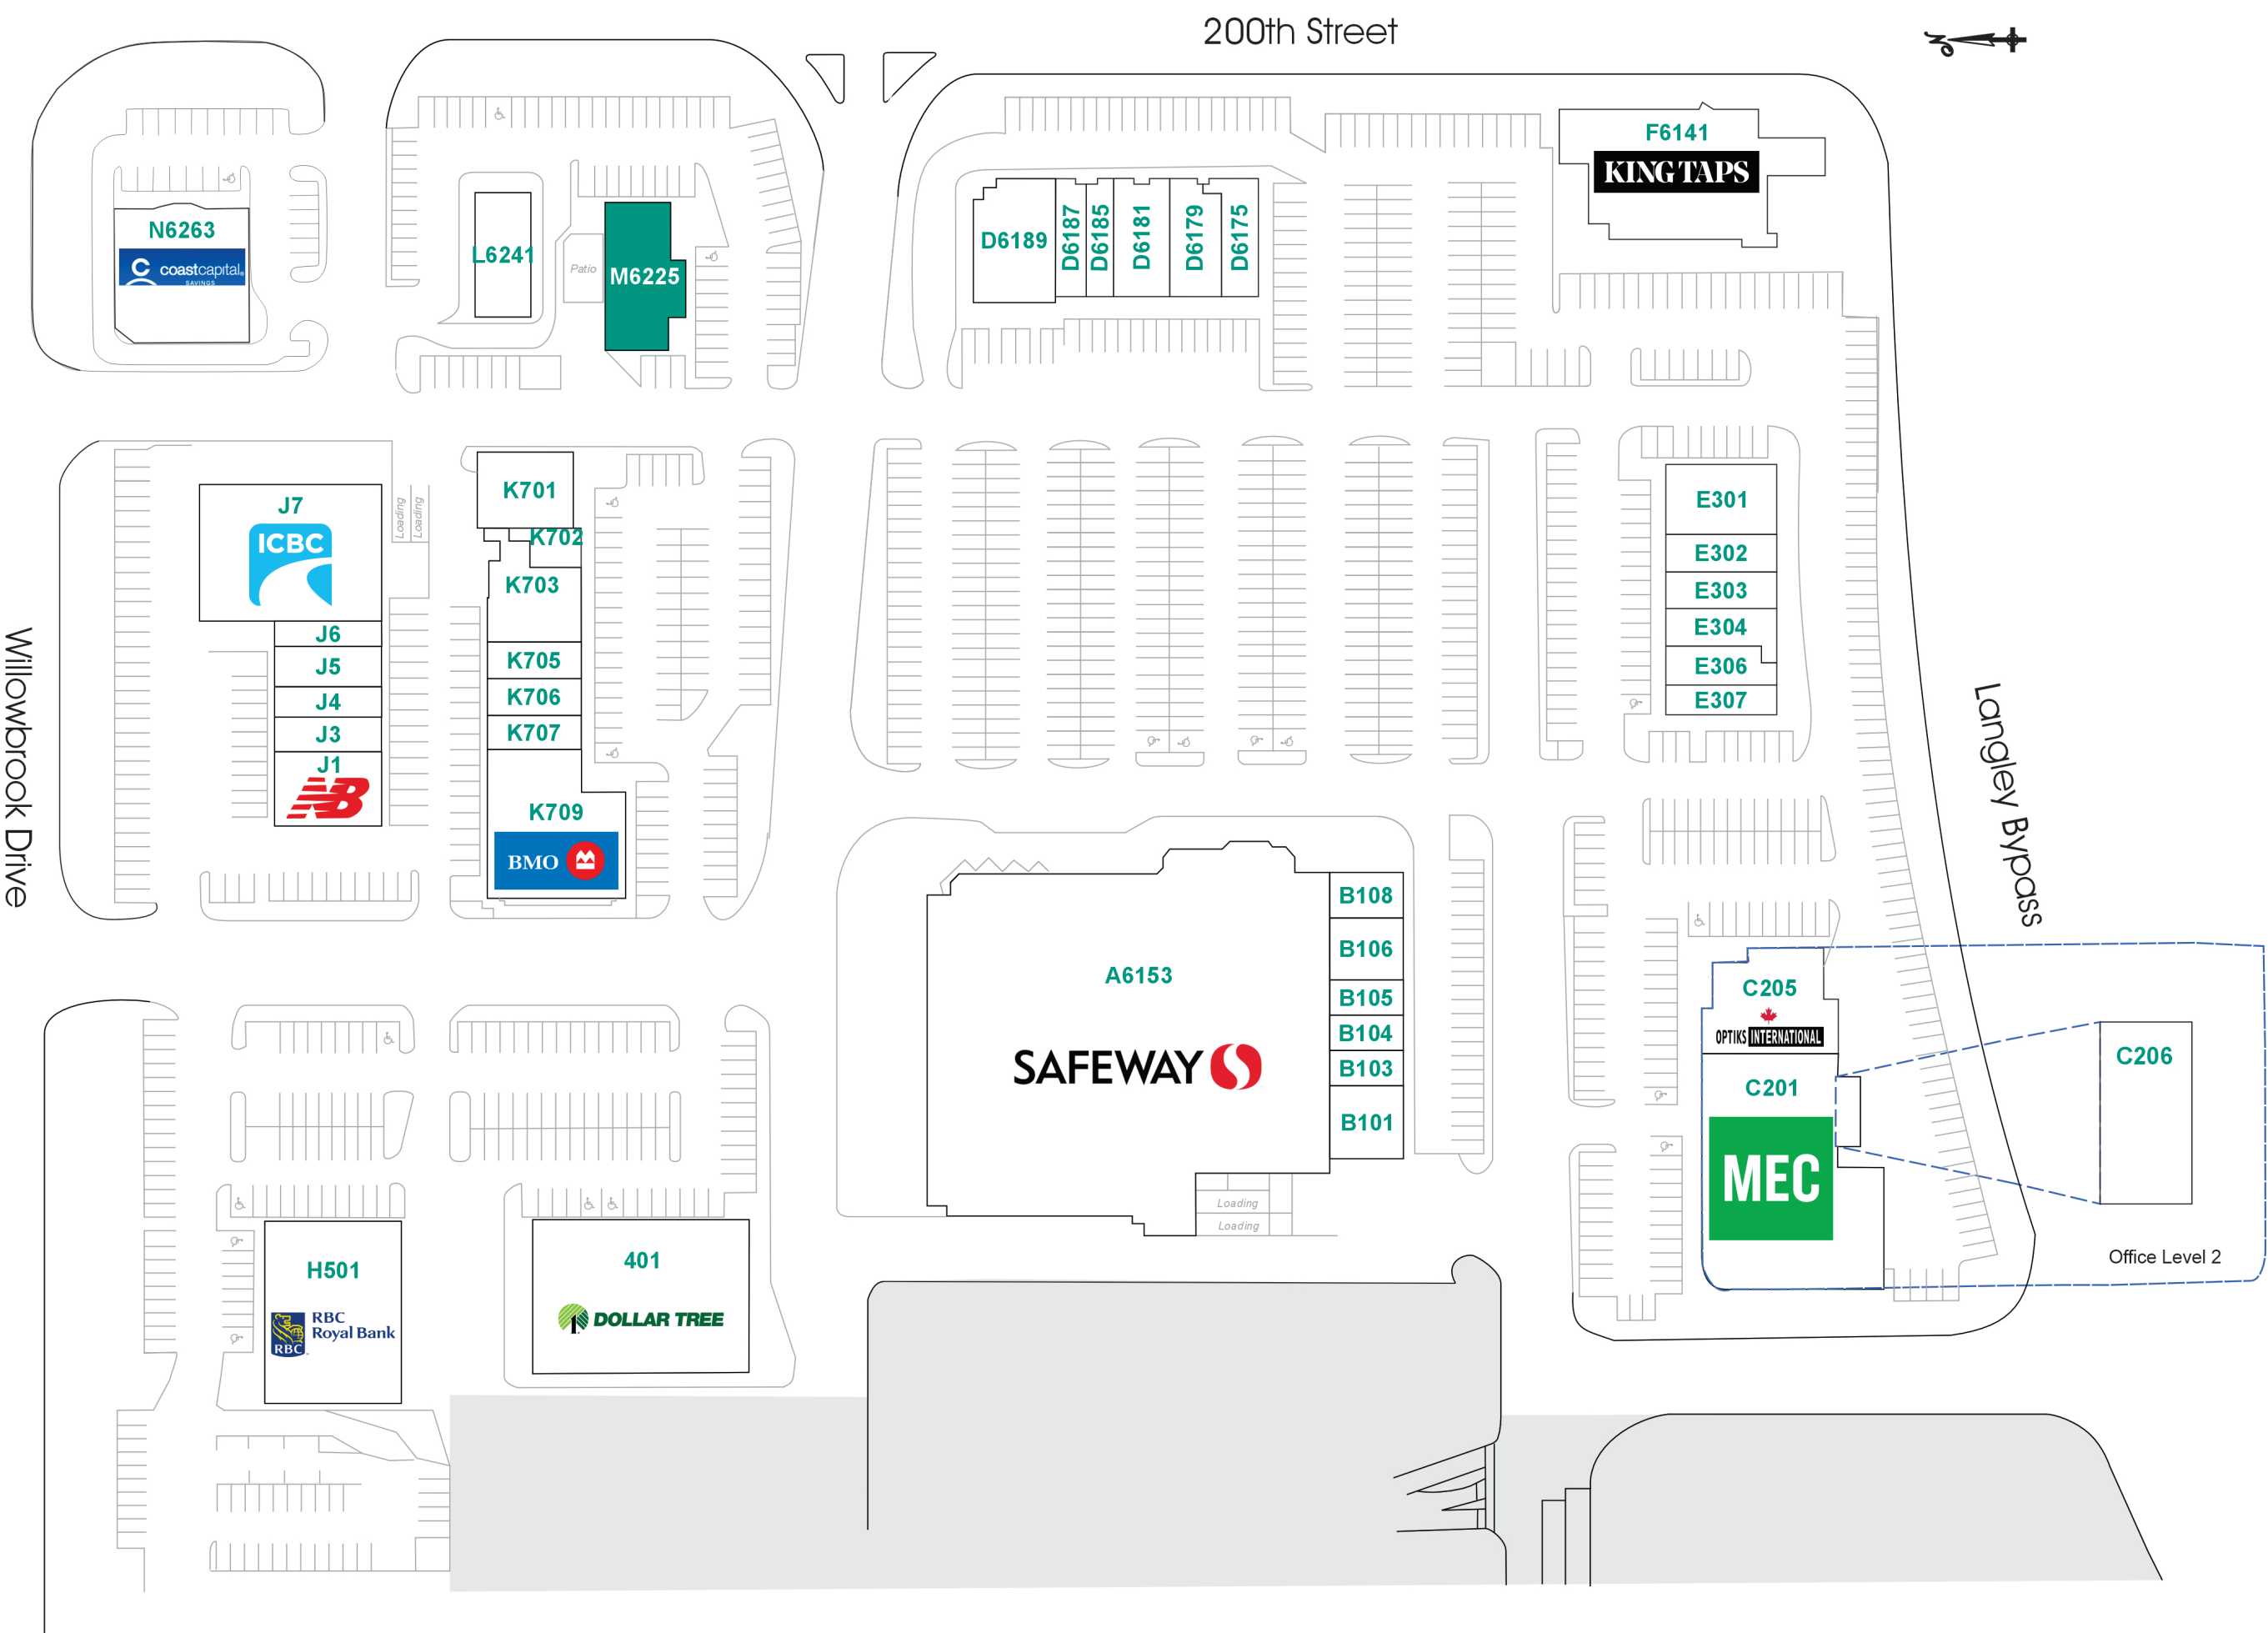 200th Street
N
F6141
KING TAPS
N6263
coastcapital®
SAVINGS
L6241
Patio
M6225
D6189
D6187
D6185
D6181
D6179
D6175
J7
ICBC
Loading
Loading
K701
K702
K703
J6
J5
J4
J3
J1
NB
K705
K706
K707
K709
BMO
E301
E302
E303
E304
E306
E307
Willowbrook Drive
Langley Bypass
A6153
SAFEWAY
B108
B106
B105
B104
B103
B101
Loading
Loading
C205
OPTIKS INTERNATIONAL
C201
MEC
C206
Office Level 2
H501
RBC
Royal Bank
RBC
401
DOLLAR TREE